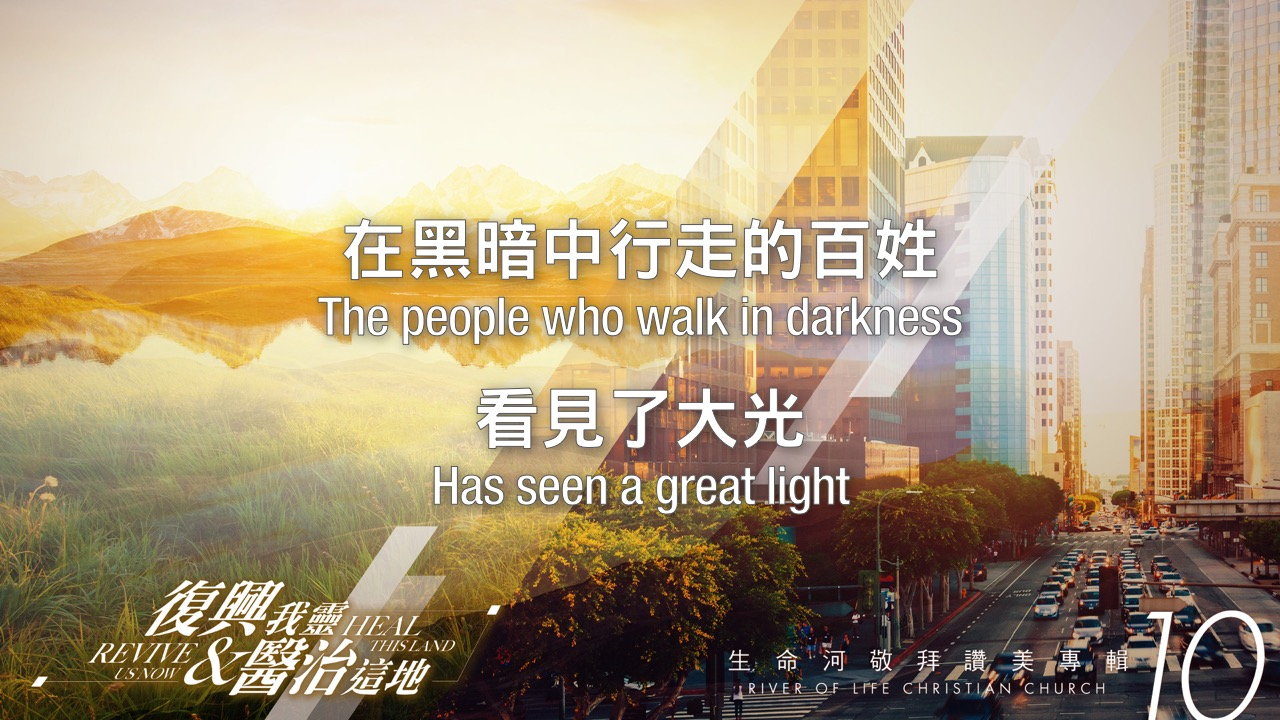 在黑暗中行走的百姓
The people who walk in darkness
看見了大光
Has seen a great light
復興我靈 HEAL THIS LAND
REVIVE US NOW & 醫治這地
生命河敬拜讚美專輯 10
RIVER OF LIFE CHRISTIAN CHURCH